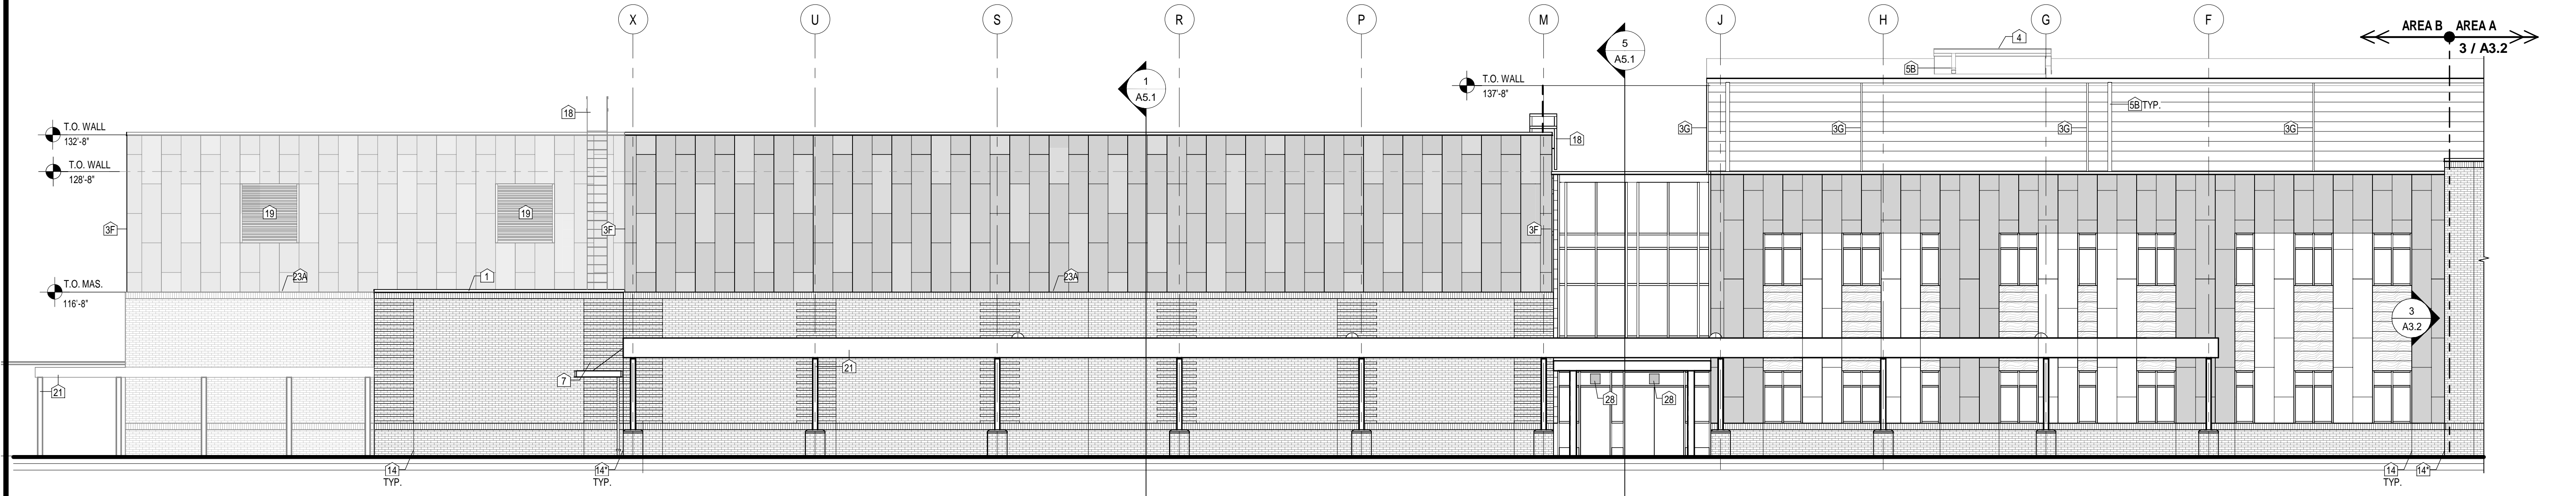 X
U
S
R
P
M
J
H
G
F
AREA B
AREA A
3 / A3.2
5
A5.1
1
A5.1
4
5B
T.O. WALL
137'-8"
18
5B TYP.
T.O. WALL
132'-8"
18
3G
3G
3G
3G
T.O. WALL
128'-8"
19
19
3F
3F
3F
23A
1
23A
T.O. MAS.
116'-8"
3
A3.2
21
7
21
28
28
14
TYP.
14*
TYP.
14
TYP.
14*